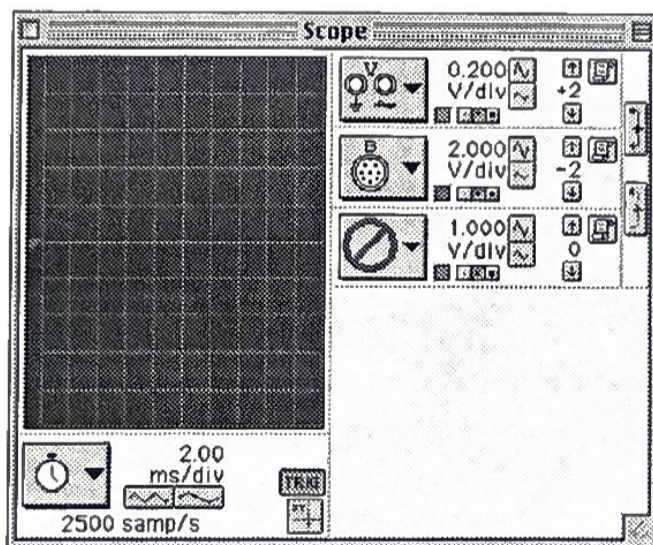 Scope
V
0.200
V/div
+2
B
2.000
V/div
-2
1.000
V/div
0
2.00
ms/div
TRIG
2500 samp/s